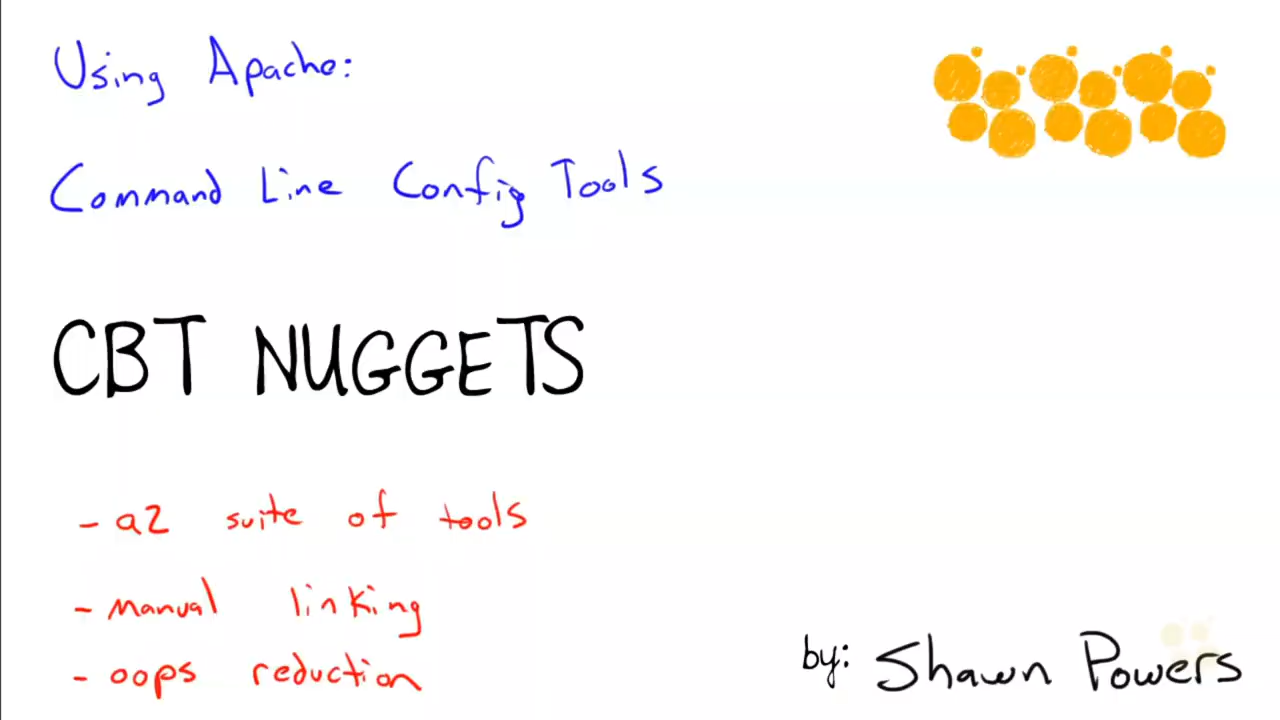 Using Apache:
Command Line Config Tools
CBT NUGGETS
- a2 suite of tools
- manual linking
- oops reduction
by: Shawn Powers